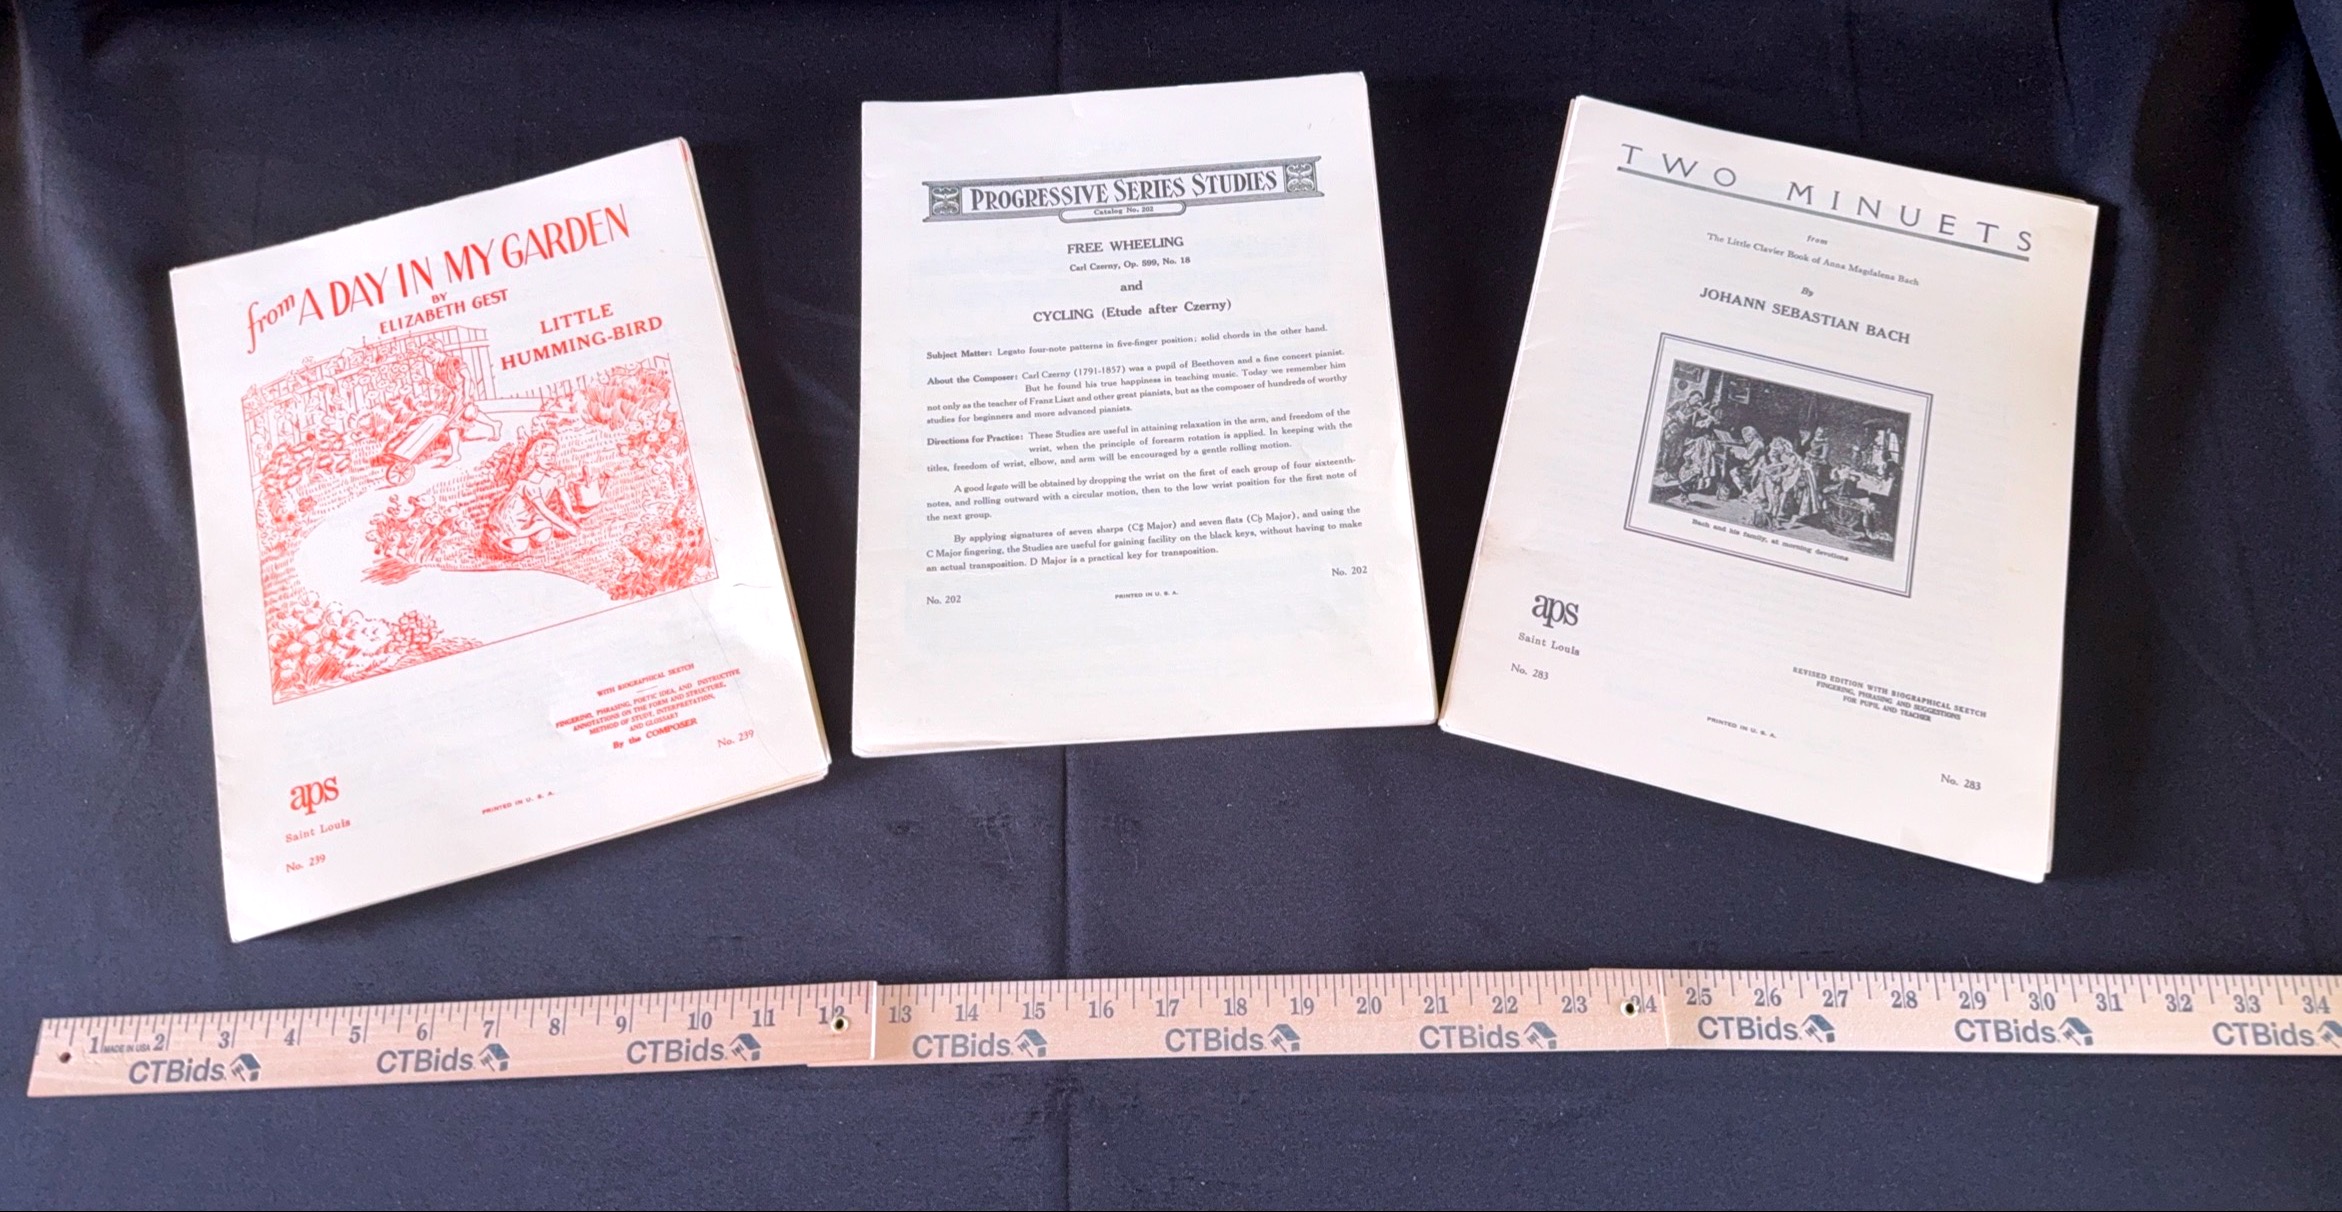 from A DAY IN MY GARDEN
BY
ELIZABETH GEST
LITTLE
HUMMING-BIRD
WITH BIOGRAPHICAL SKETCH
FINGERING, PHRASING, POETIC IDEA, AND INSTRUCTIVE
ANNOTATIONS ON THE FORM AND STRUCTURE,
METHOD OF STUDY, INTERPRETATION,
AND GLOSSARY
By the COMPOSER
No. 239
aps
Saint Louis
PRINTED IN U. S. A.
No. 239
PROGRESSIVE SERIES STUDIES
Catalog No. 202
FREE WHEELING
Carl Czerny, Op. 599, No. 18
and
CYCLING (Etude after Czerny)
Subject Matter: Legato four-note patterns in five-finger position; solid chords in the other hand.
About the Composer: Carl Czerny (1791-1857) was a pupil of Beethoven and a fine concert pianist.
But he found his true happiness in teaching music. Today we remember him
not only as the teacher of Franz Liszt and other great pianists, but as the composer of hundreds of worthy
studies for beginners and more advanced pianists.
Directions for Practice: These Studies are useful in attaining relaxation in the arm, and freedom of the
wrist, when the principle of forearm rotation is applied. In keeping with the
titles, freedom of wrist, elbow, and arm will be encouraged by a gentle rolling motion.
A good legato will be obtained by dropping the wrist on the first of each group of four sixteenth-
notes, and rolling outward with a circular motion, then to the low wrist position for the first note of
the next group.
By applying signatures of seven sharps (C♯ Major) and seven flats (C♭ Major), and using the
C Major fingering, the Studies are useful for gaining facility on the black keys, without having to make
an actual transposition. D Major is a practical key for transposition.
No. 202
PRINTED IN U. S. A.
No. 202
TWO MINUETS
from
The Little Clavier Book of Anna Magdalena Bach
By
JOHANN SEBASTIAN BACH
Bach and his family, at morning devotions
aps
Saint Louis
No. 283
REVISED EDITION WITH BIOGRAPHICAL SKETCH
FINGERING, PHRASING AND SUGGESTIONS
FOR PUPIL AND TEACHER
PRINTED IN U. S. A.
No. 283
1 2 3 4 5 6 7 8 9 10 11 12 13 14 15 16 17 18 19 20 21 22 23 24 25 26 27 28 29 30 31 32 33 34
MADE IN USA
CTBids CTBids CTBids CTBids CTBids CTBids CTBids CTBids CTBids